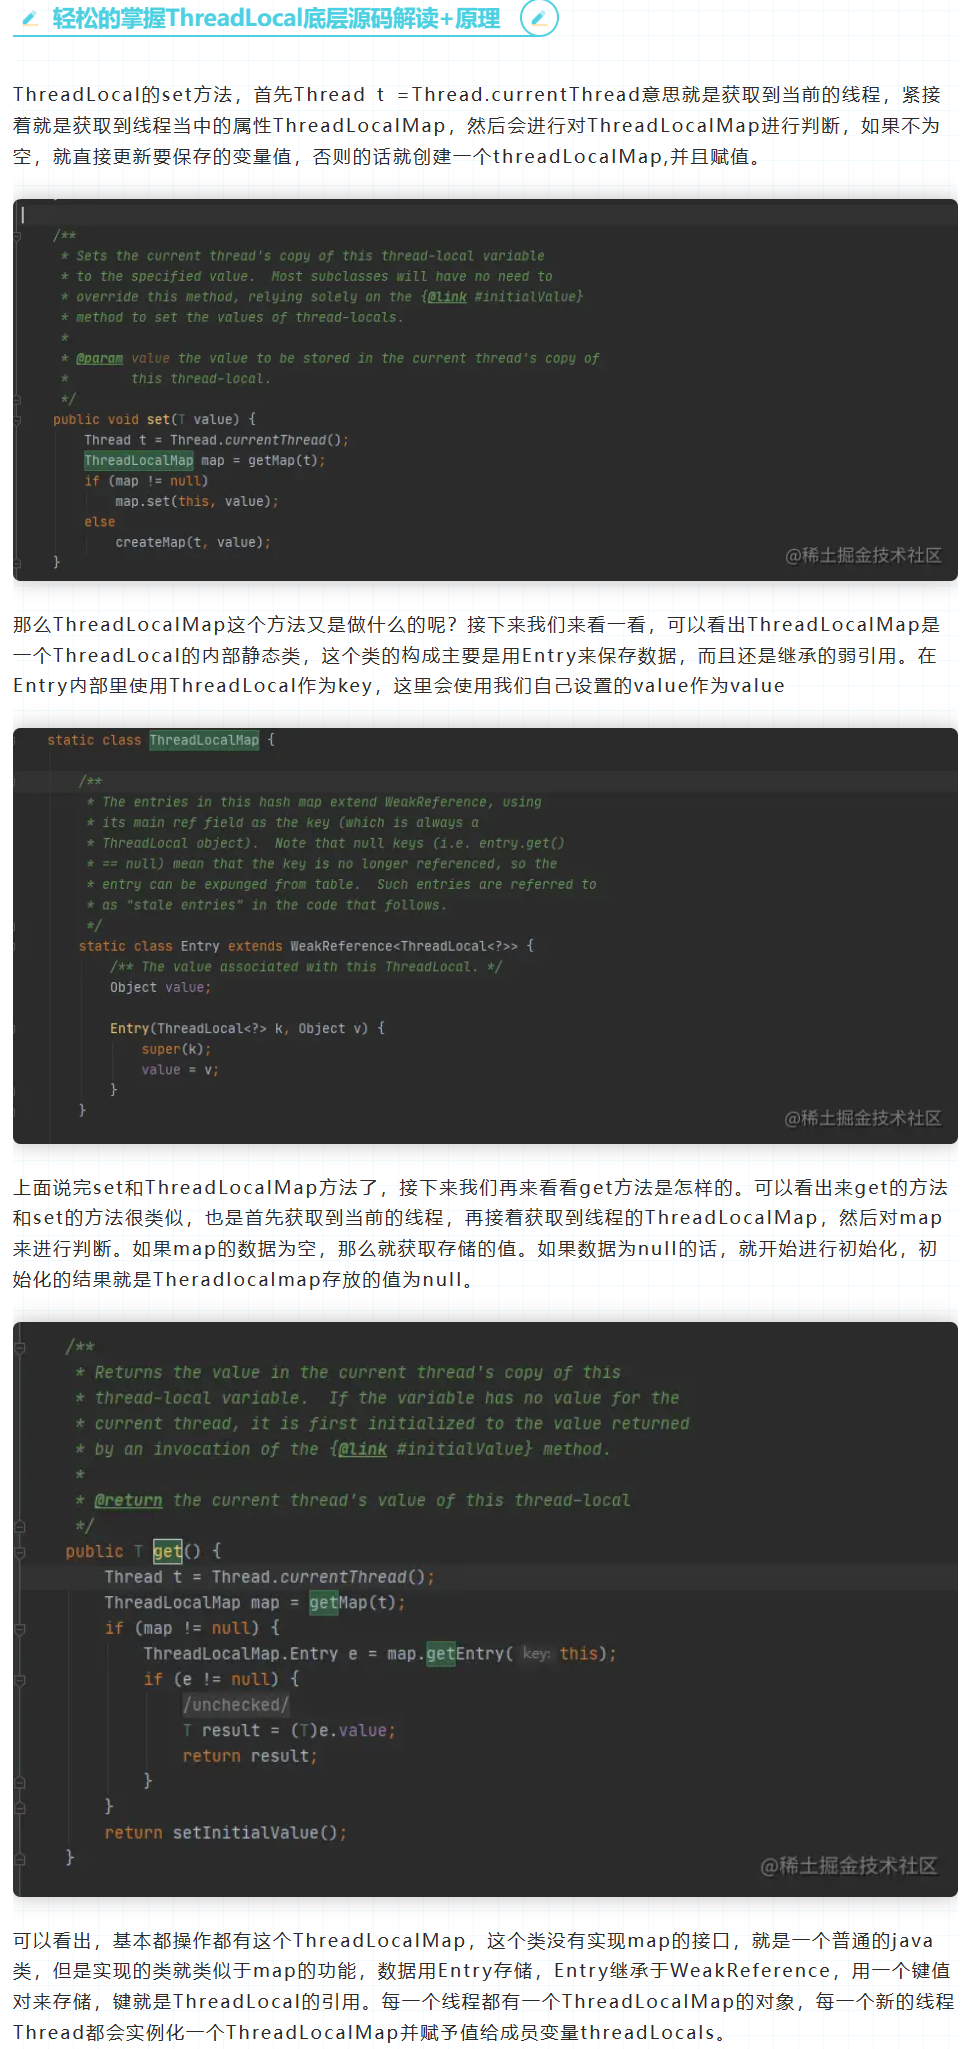 轻松的掌握ThreadLocal底层源码解读+原理
ThreadLocal的set方法，首先Thread t =Thread.currentThread意思就是获取到当前的线程，紧接
着就是获取到线程当中的属性ThreadLocalMap，然后会进行对ThreadLocalMap进行判断，如果不为
空，就直接更新要保存的变量值，否则的话就创建一个threadLocalMap,并且赋值。
/**
* Sets the current thread's copy of this thread-local variable
* to the specified value.  Most subclasses will have no need to
* override this method, relying solely on the {@link #initialValue}
* method to set the values of thread-locals.
*
* @param value the value to be stored in the current thread's copy of
*        this thread-local.
*/
public void set(T value) {
Thread t = Thread.currentThread();
ThreadLocalMap map = getMap(t);
if (map != null)
map.set(this, value);
else
createMap(t, value);
}
@稀土掘金技术社区
那么ThreadLocalMap这个方法又是做什么的呢？接下来我们来看一看，可以看出ThreadLocalMap是
一个ThreadLocal的内部静态类，这个类的构成主要是用Entry来保存数据，而且还是继承的弱引用。在
Entry内部里使用ThreadLocal作为key，这里会使用我们自己设置的value作为value
static class ThreadLocalMap {
/**
* The entries in this hash map extend WeakReference, using
* its main ref field as the key (which is always a
* ThreadLocal object).  Note that null keys (i.e. entry.get()
* == null) mean that the key is no longer referenced, so the
* entry can be expunged from table.  Such entries are referred to
* as "stale entries" in the code that follows.
*/
static class Entry extends WeakReference<ThreadLocal<?>> {
/** The value associated with this ThreadLocal. */
Object value;
Entry(ThreadLocal<?> k, Object v) {
super(k);
value = v;
}
}
@稀土掘金技术社区
上面说完set和ThreadLocalMap方法了，接下来我们再来看看get方法是怎样的。可以看出来get的方法
和set的方法很类似，也是首先获取到当前的线程，再接着获取到线程的ThreadLocalMap，然后对map
来进行判断。如果map的数据为空，那么就获取存储的值。如果数据为null的话，就开始进行初始化，初
始化的结果就是Theradlocalmap存放的值为null。
/**
* Returns the value in the current thread's copy of this
* thread-local variable.  If the variable has no value for the
* current thread, it is first initialized to the value returned
* by an invocation of the {@link #initialValue} method.
*
* @return the current thread's value of this thread-local
*/
public T get() {
Thread t = Thread.currentThread();
ThreadLocalMap map = getMap(t);
if (map != null) {
ThreadLocalMap.Entry e = map.getEntry( key: this);
if (e != null) {
/unchecked/
T result = (T)e.value;
return result;
}
}
return setInitialValue();
}
@稀土掘金技术社区
可以看出，基本都操作都有这个ThreadLocalMap，这个类没有实现map的接口，就是一个普通的java
类，但是实现的类就类似于map的功能，数据用Entry存储，Entry继承于WeakReference，用一个键值
对来存储，键就是ThreadLocal的引用。每一个线程都有一个ThreadLocalMap的对象，每一个新的线程
Thread都会实例化一个ThreadLocalMap并赋予值给成员变量threadLocals。